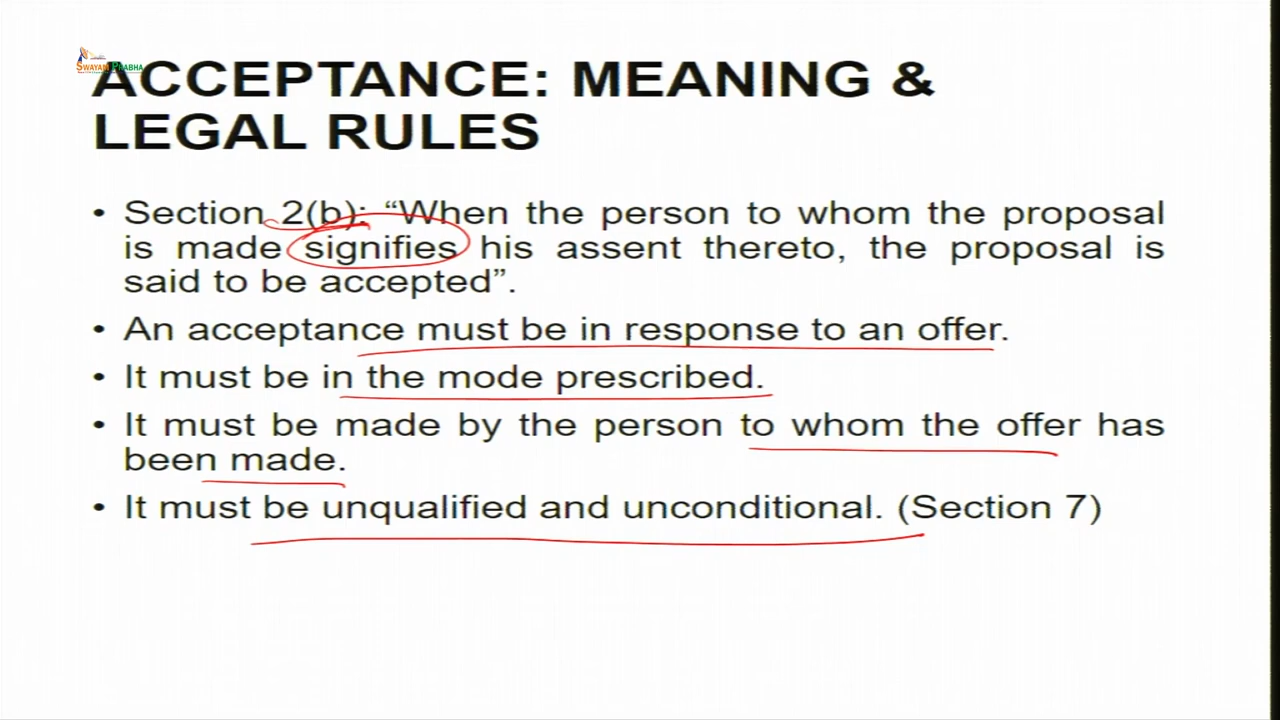 SWAYAM PRABHA
ACCEPTANCE: MEANING &
LEGAL RULES
• Section 2(b): “When the person to whom the proposal
is made signifies his assent thereto, the proposal is
said to be accepted”.
• An acceptance must be in response to an offer.
• It must be in the mode prescribed.
• It must be made by the person to whom the offer has
been made.
• It must be unqualified and unconditional. (Section 7)